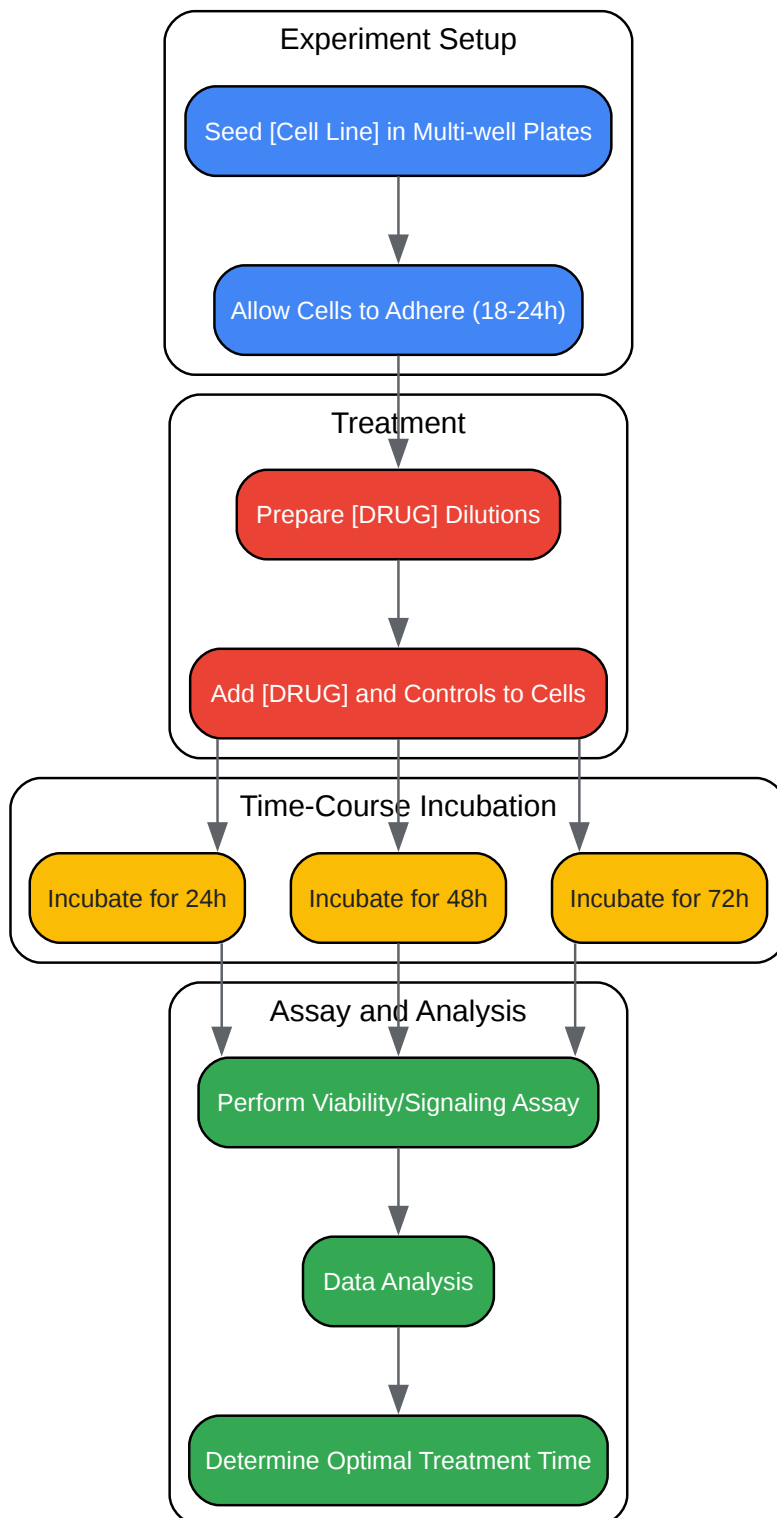 Experiment Setup
Seed [Cell Line] in Multi-well Plates
Allow Cells to Adhere (18-24h)
Treatment
Prepare [DRUG] Dilutions
Add [DRUG] and Controls to Cells
Time-Course Incubation
Incubate for 24h
Incubate for 48h
Incubate for 72h
Assay and Analysis
Perform Viability/Signaling Assay
Data Analysis
Determine Optimal Treatment Time